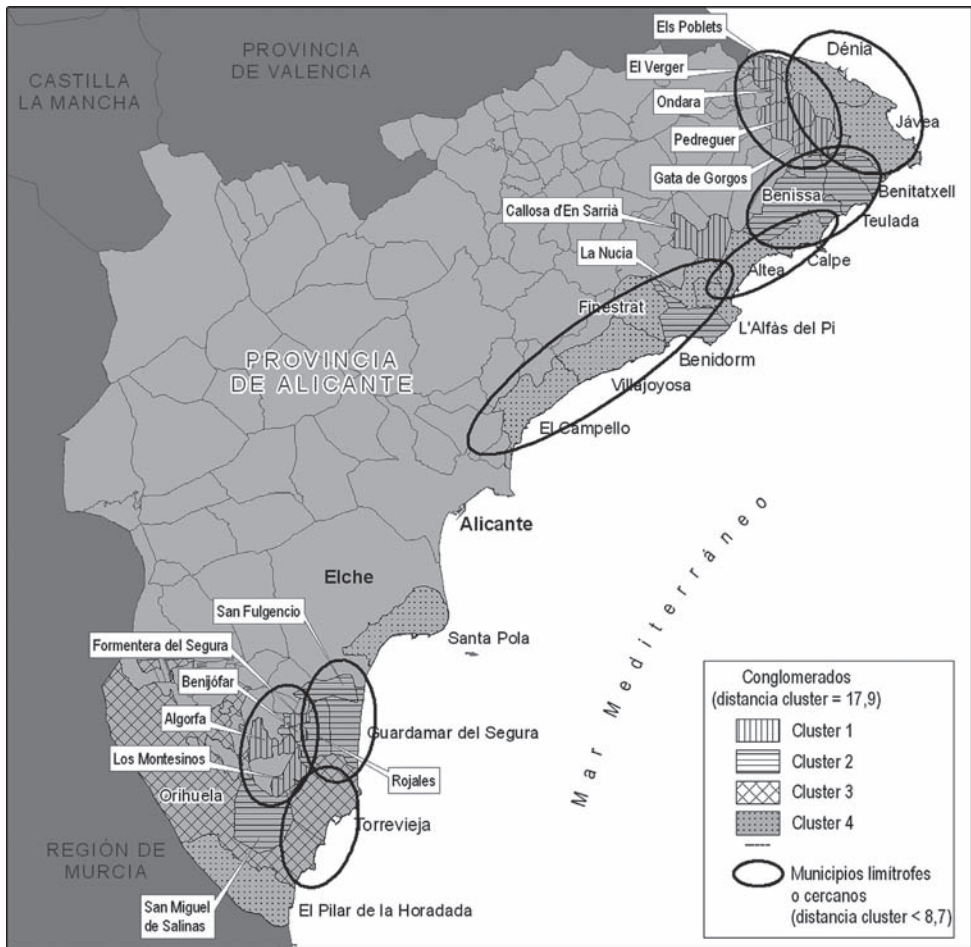 PROVINCIA
DE VALENCIA
CASTILLA
LA MANCHA
Els Poblets
Dénia
El Verger
Ondara
Jávea
Pedreguer
Gata de Gorgos
Benissa
Benitatxell
Callosa d'En Sarrià
Teulada
La Nucia
Calpe
Altea
Finestrat
L'Alfàs del Pi
PROVINCIA
DE ALICANTE
Benidorm
Villajoyosa
El Campello
Alicante
Elche
Mar Mediterráneo
San Fulgencio
Santa Pola
Formentera del Segura
Benijófar
Algorfa
Guardamar del Segura
Los Montesinos
Rojales
Orihuela
Torrevieja
REGIÓN DE
MURCIA
San Miguel
de Salinas
El Pilar de la Horadada
Conglomerados
(distancia cluster = 17,9)
Cluster 1
Cluster 2
Cluster 3
Cluster 4
Municipios limítrofes
o cercanos
(distancia cluster < 8,7)